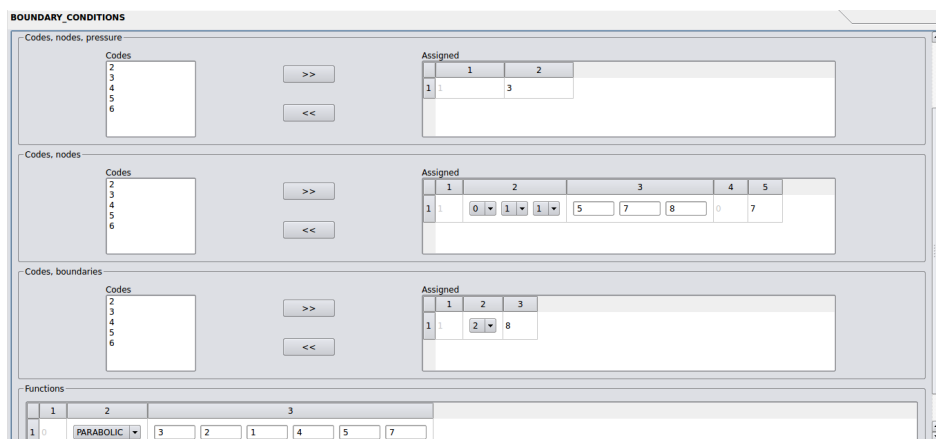 BOUNDARY_CONDITIONS
Codes, nodes, pressure
Codes
2
3
4
5
6
>>
<<
Assigned
1 2
1 1 3
Codes, nodes
Codes
2
3
4
5
6
>>
<<
Assigned
1 2 3 4 5
1 1 0 1 1 5 7 8 0 7
Codes, boundaries
Codes
2
3
4
5
6
>>
<<
Assigned
1 2 3
1 1 2 8
Functions
1 2 3
1 0 PARABOLIC 3 2 1 4 5 7